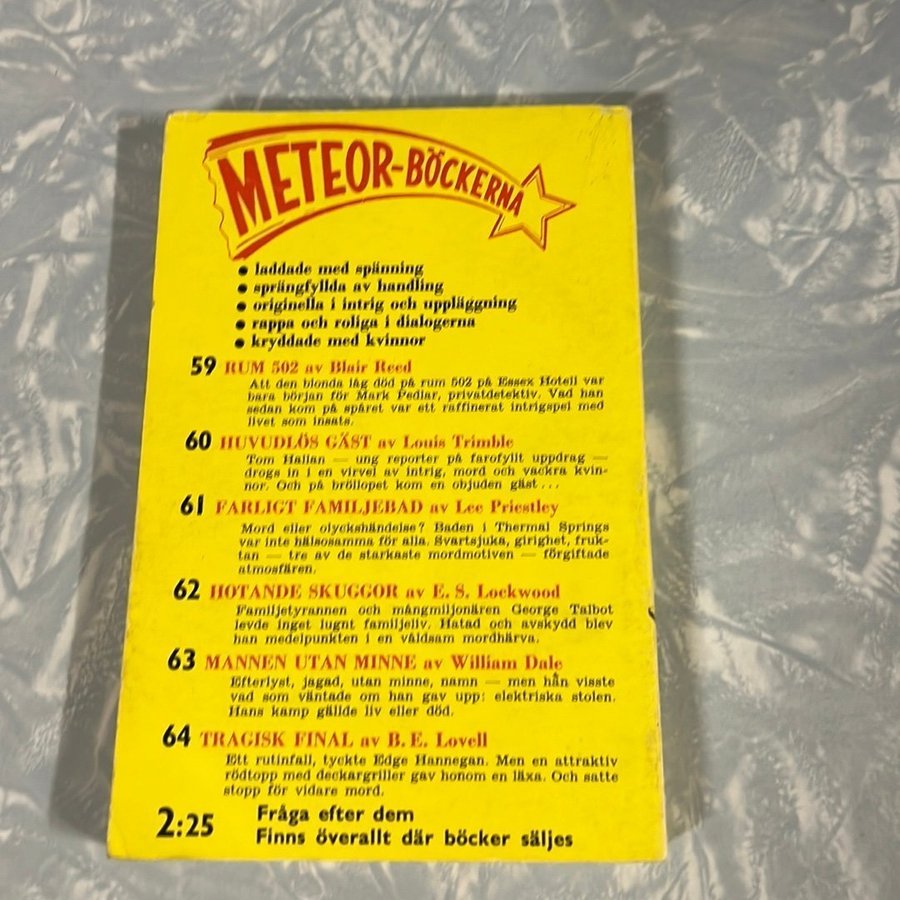 METEOR-BÖCKERNA
• laddade med spänning
• sprängfyllda av handling
• originella i intrig och uppläggning
• rappa och roliga i dialogerna
• kryddade med kvinnor
59 RUM 502 av Blair Reed
Att den blonda låg död på rum 502 på Essex Hotell var
bara början för Mark Pedlar, privatdetektiv. Vad han
sedan kom på spåret var ett raffinerat intrigspel med
livet som insats.
60 HUVUDLÖS GÄST av Louis Trimble
Tom Hallan — ung reporter på farofyllt uppdrag —
drogs in i en virvel av intrig, mord och vackra kvin-
nor. Och på bröllopet kom en objuden gäst...
61 FARLIGT FAMILJEBAD av Lee Priestley
Mord eller olyckshändelse? Baden i Thermal Springs
var inte hälsosamma för alla. Svartsjuka, girighet, fruk-
tan — tre av de starkaste mordmotiven — förgiftade
atmosfären.
62 HOTANDE SKUGGOR av E. S. Lockwood
Familjetyrannen och mångmiljonären George Talbot
levde inget lugnt familjeliv. Hatad och avskydd blev
han medelpunkten i en våldsam mordhärva.
63 MANNEN UTAN MINNE av William Dale
Efterlyst, jagad, utan minne, namn — men han visste
vad som väntade om han gav upp: elektriska stolen.
Hans kamp gällde liv eller död.
64 TRAGISK FINAL av B. E. Lovell
Ett rutinfall, tyckte Edge Hannegan. Men en attraktiv
rödtopp med deckargriller gav honom en läxa. Och satte
stopp för vidare mord.
2:25 Fråga efter dem
Finns överallt där böcker säljes